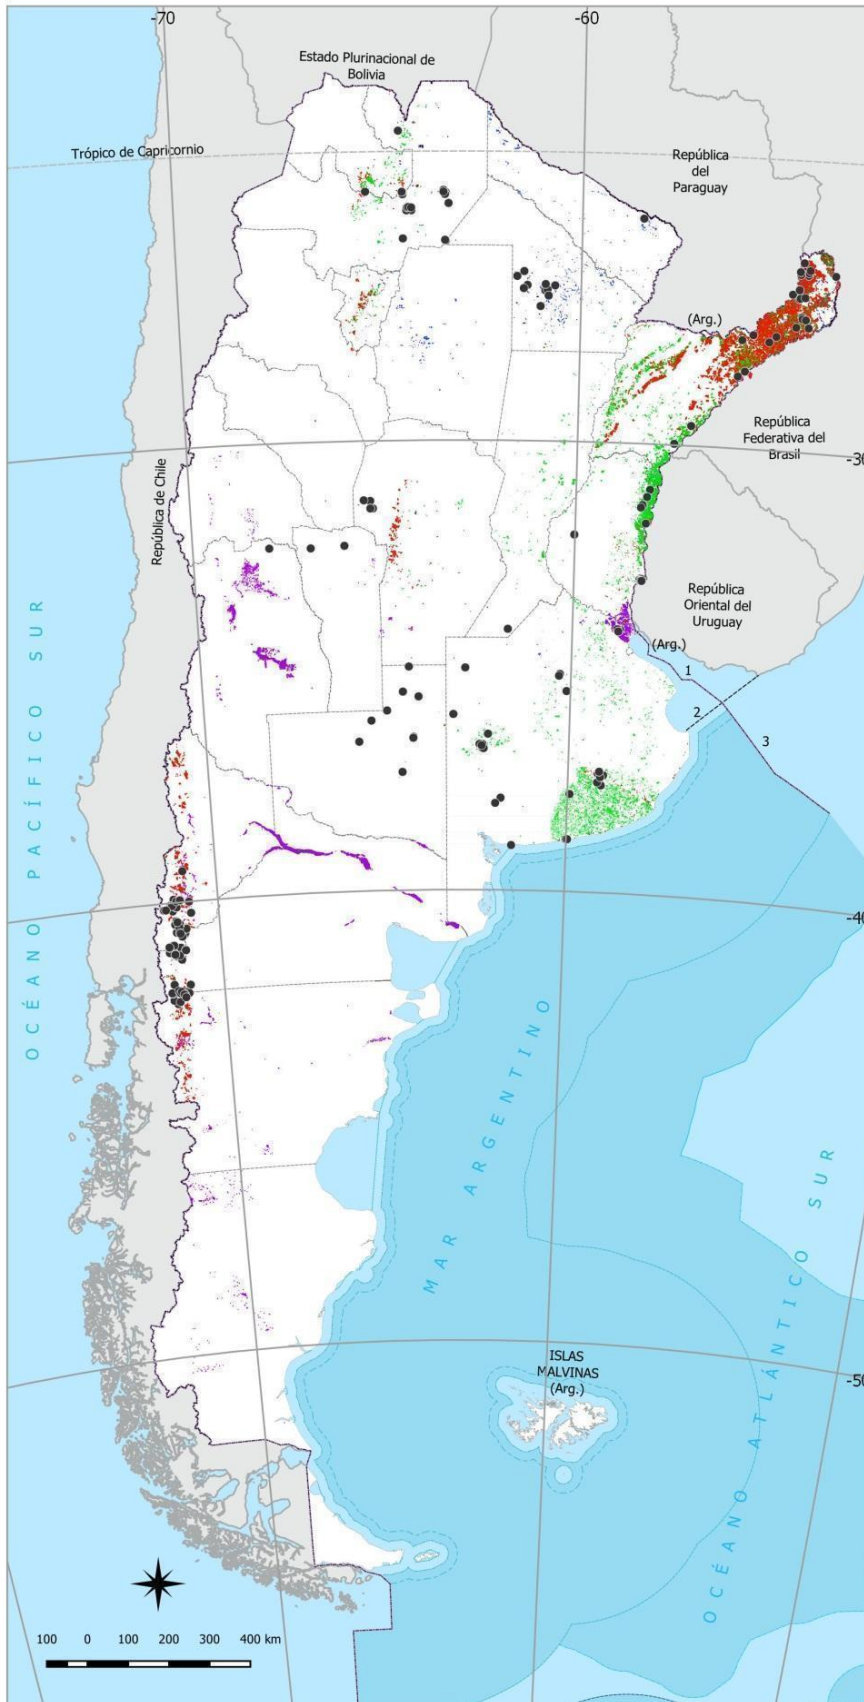 -70
-60
Estado Plurinacional de
Bolivia
Trópico de Capricornio
República
del
Paraguay
(Arg.)
República
Federativa del
Brasil
-30
República de Chile
República
Oriental del
Uruguay
(Arg.)
1
2
3
OCÉANO PACÍFICO SUR
-40
MAR ARGENTINO
OCÉANO ATLÁNTICO SUR
ISLAS
MALVINAS
(Arg.)
-50
100 0 100 200 300 400 km